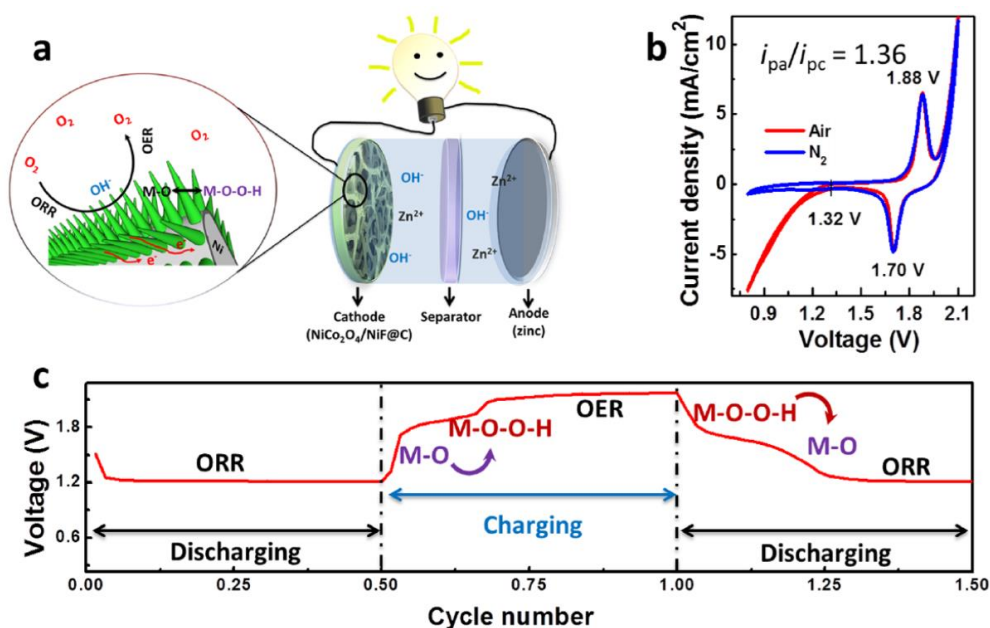 a
O₂
O₂
O₂
O₂
OER
OH⁻
ORR
M-O
M-O-O-H
e⁻
e⁻
Ni
OH⁻
Zn²⁺
OH⁻
OH⁻
Zn²⁺
Zn²⁺
Cathode
(NiCo₂O₄/NiF@C)
Separator
Anode
(zinc)
b
i_pa/i_pc = 1.36
1.88 V
Air
N₂
1.32 V
1.70 V
10
5
0
-5
Current density (mA/cm²)
0.9 1.2 1.5 1.8 2.1
Voltage (V)
c
Voltage (V)
1.8
1.2
0.6
ORR
Discharging
M-O
M-O-O-H
OER
Charging
M-O-O-H
M-O
ORR
Discharging
0.00 0.25 0.50 0.75 1.00 1.25 1.50
Cycle number